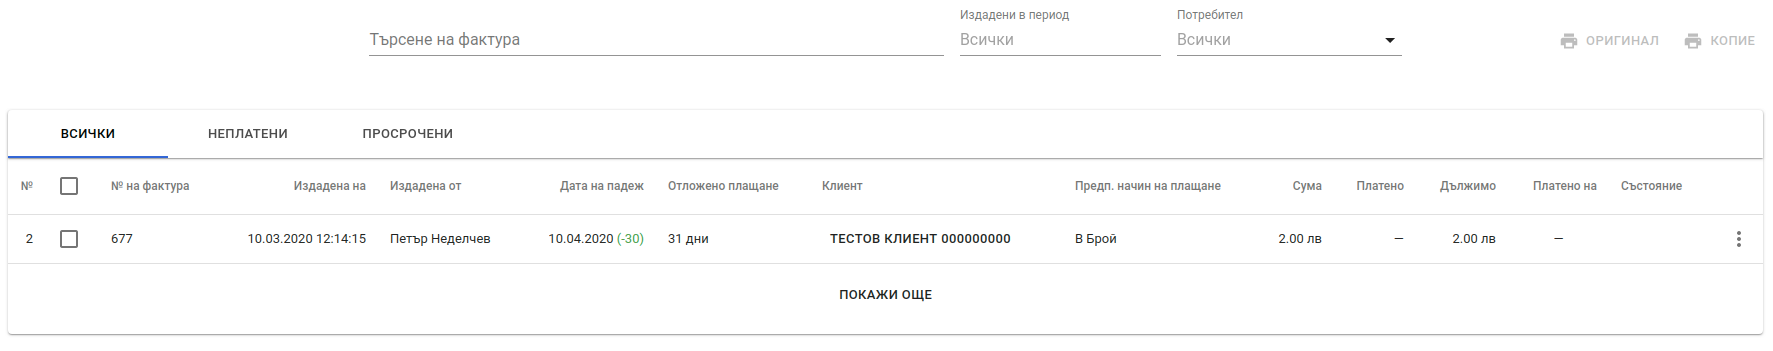 Издадени в период Потребител
Търсене на фактура Всички Всички ОРИГИНАЛ КОПИЕ
ВСИЧКИ НЕПЛАТЕНИ ПРОСРОЧЕНИ
№ № на фактура Издадена на Издадена от Дата на падеж Отложено плащане Клиент Предп. начин на плащане Сума Платено Дължимо Платено на Състояние
2 677 10.03.2020 12:14:15 Петър Неделчев 10.04.2020 (-30) 31 дни ТЕСТОВ КЛИЕНТ 000000000 В Брой 2.00 лв — 2.00 лв —
ПОКАЖИ ОЩЕ